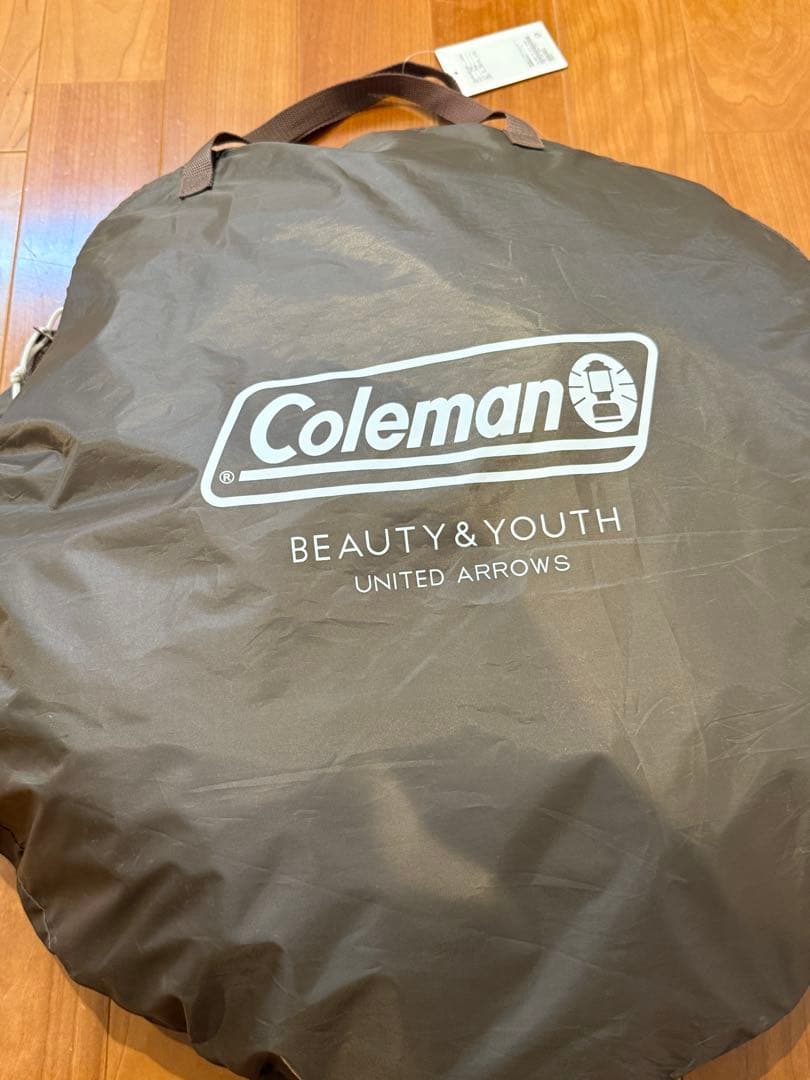 Coleman
®
BEAUTY & YOUTH
UNITED ARROWS